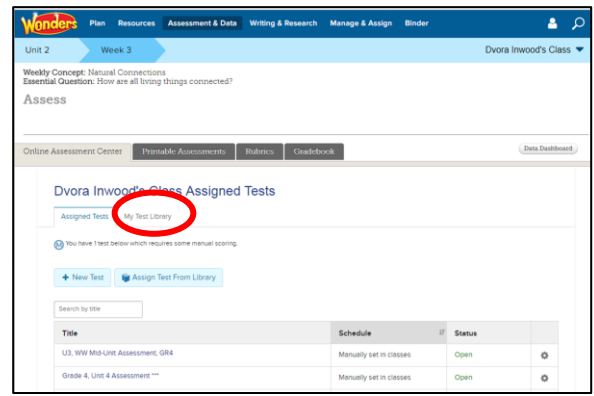 Wonders Plan Resources Assessment & Data Writing & Research Manage & Assign Binder
Unit 2 Week 3 Dvora Inwood's Class
Weekly Concept: Natural Connections
Essential Question: How are all living things connected?
Assess
Online Assessment Center Printable Assessments Rubrics Gradebook Data Dashboard
Dvora Inwood's Class Assigned Tests
Assigned Tests My Test Library
M You have 1 test below which requires some manual scoring.
+ New Test Assign Test From Library
Search by title
Title Schedule Status
U3, WW Mid-Unit Assessment, GR4 Manually set in classes Open
Grade 4, Unit 4 Assessment *** Manually set in classes Open